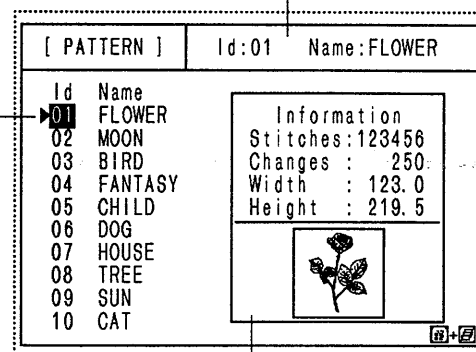 [ PATTERN ] Id:01 Name:FLOWER
Id Name
01 FLOWER
02 MOON
03 BIRD
04 FANTASY
05 CHILD
06 DOG
07 HOUSE
08 TREE
09 SUN
10 CAT
Information
Stitches:123456
Changes : 250
Width : 123.0
Height : 219.5